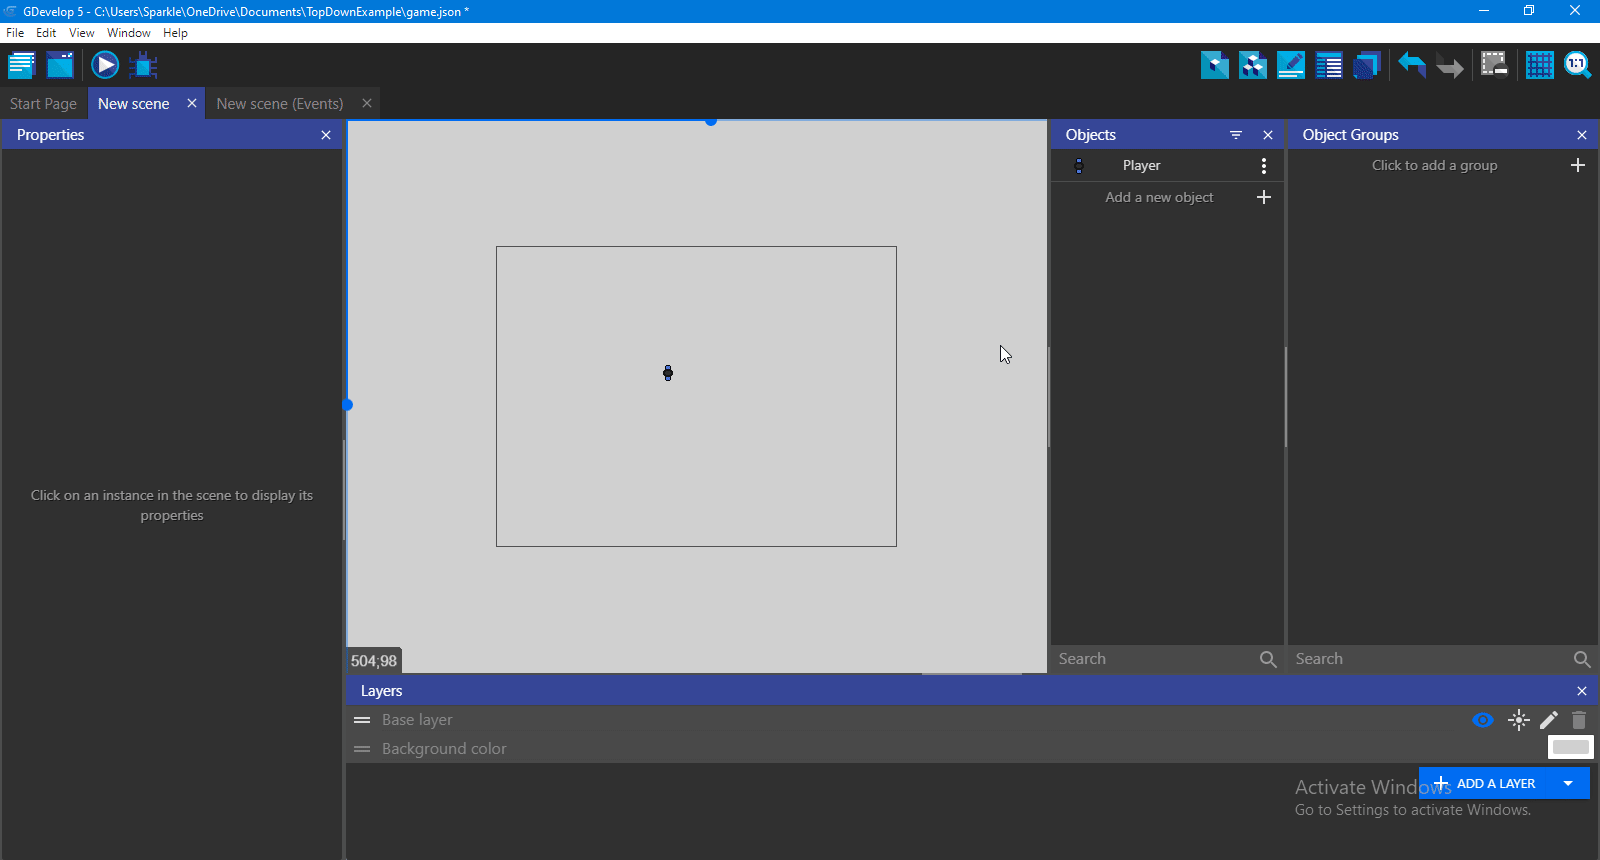 GDevelop 5 - C:\Users\Sparkle\OneDrive\Documents\TopDownExample\game.json *
File Edit View Window Help
1:1
Start Page New scene New scene (Events)
Properties
Objects
Object Groups
Player
Click to add a group
Add a new object
Click on an instance in the scene to display its
properties
504;98
Search
Search
Layers
Base layer
Background color
ADD A LAYER
Activate Windows
Go to Settings to activate Windows.